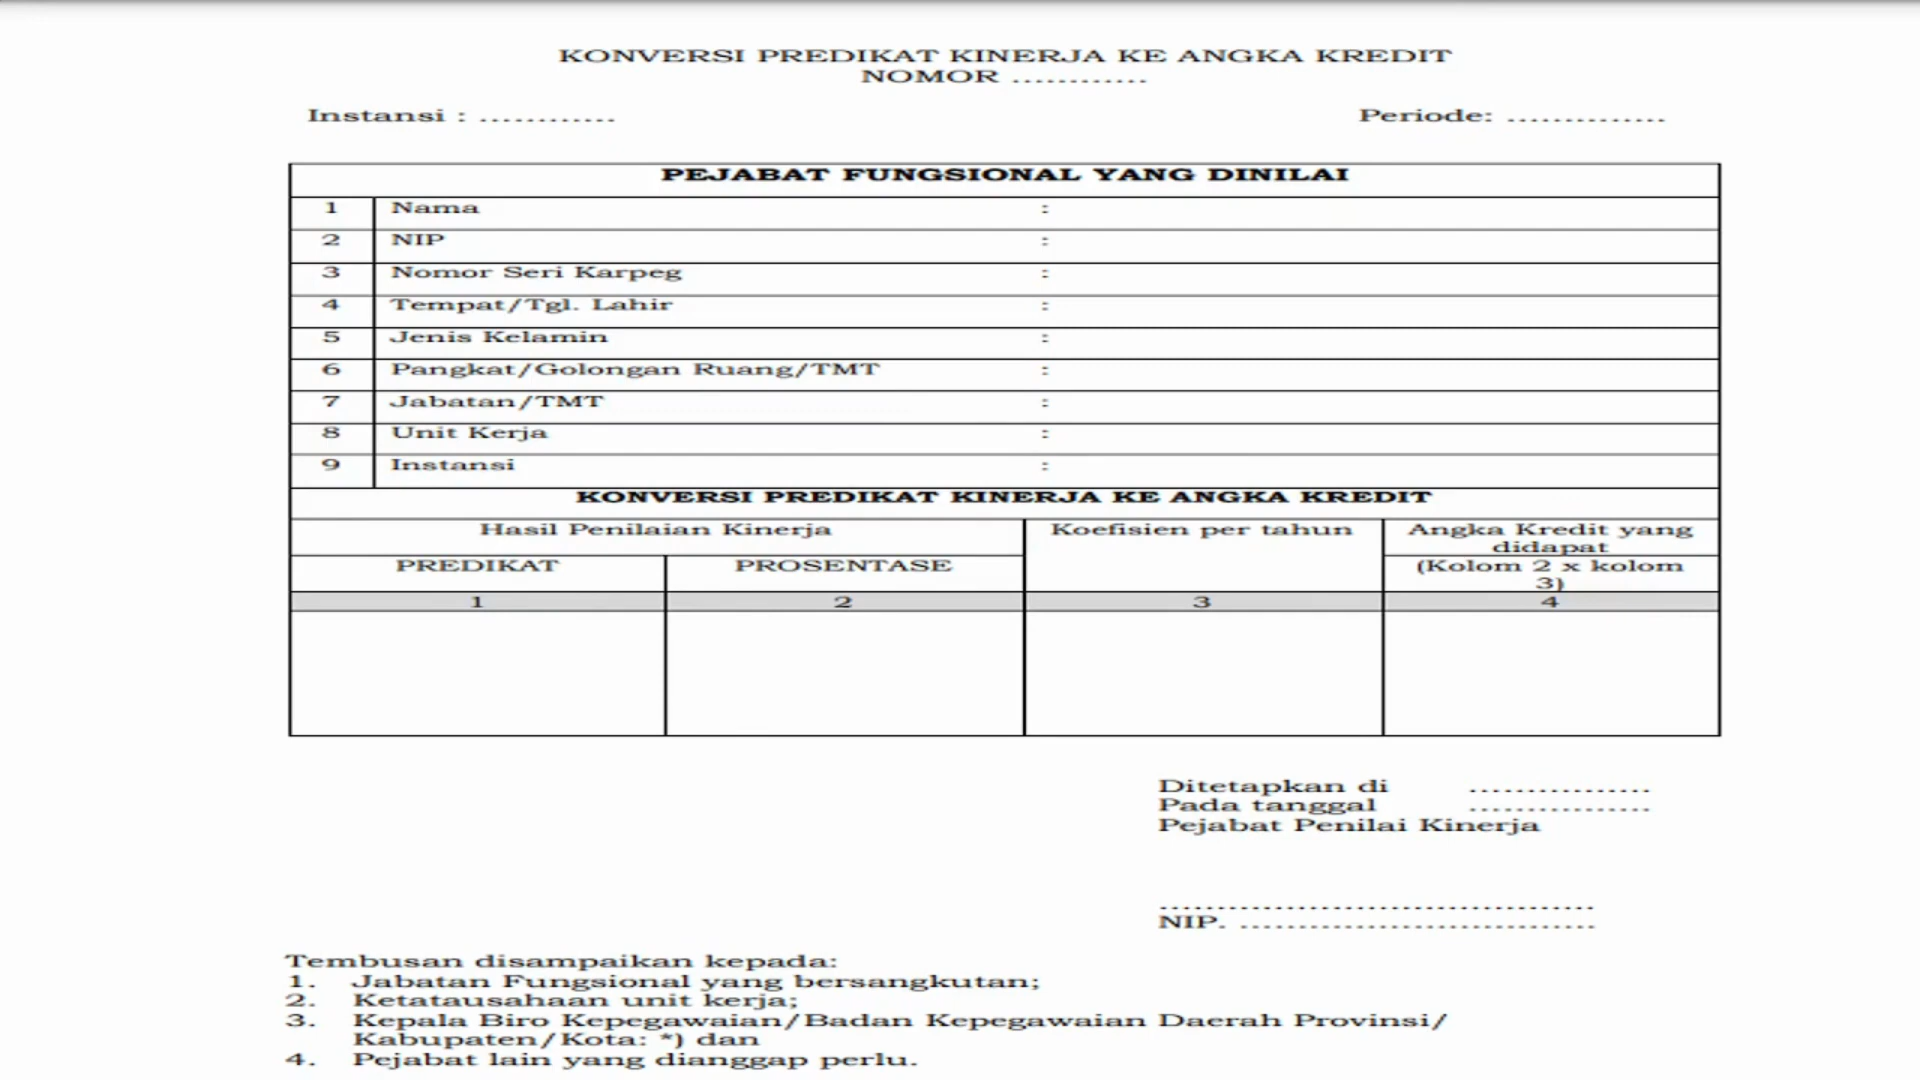 KONVERSI PREDIKAT KINERJA KE ANGKA KREDIT
NOMOR ............
Instansi : ............ Periode: ..............
PEJABAT FUNGSIONAL YANG DINILAI
1 Nama :
2 NIP :
3 Nomor Seri Karpeg :
4 Tempat/Tgl. Lahir :
5 Jenis Kelamin :
6 Pangkat/Golongan Ruang/TMT :
7 Jabatan/TMT :
8 Unit Kerja :
9 Instansi :
KONVERSI PREDIKAT KINERJA KE ANGKA KREDIT
Hasil Penilaian Kinerja Koefisien per tahun Angka Kredit yang
didapat
PREDIKAT PROSENTASE (Kolom 2 x kolom
3)
1 2 3 4
Ditetapkan di ................
Pada tanggal ................
Pejabat Penilai Kinerja
......................................
NIP. ...............................
Tembusan disampaikan kepada:
1. Jabatan Fungsional yang bersangkutan;
2. Ketatausahaan unit kerja;
3. Kepala Biro Kepegawaian/Badan Kepegawaian Daerah Provinsi/
Kabupaten/Kota: *) dan
4. Pejabat lain yang dianggap perlu.